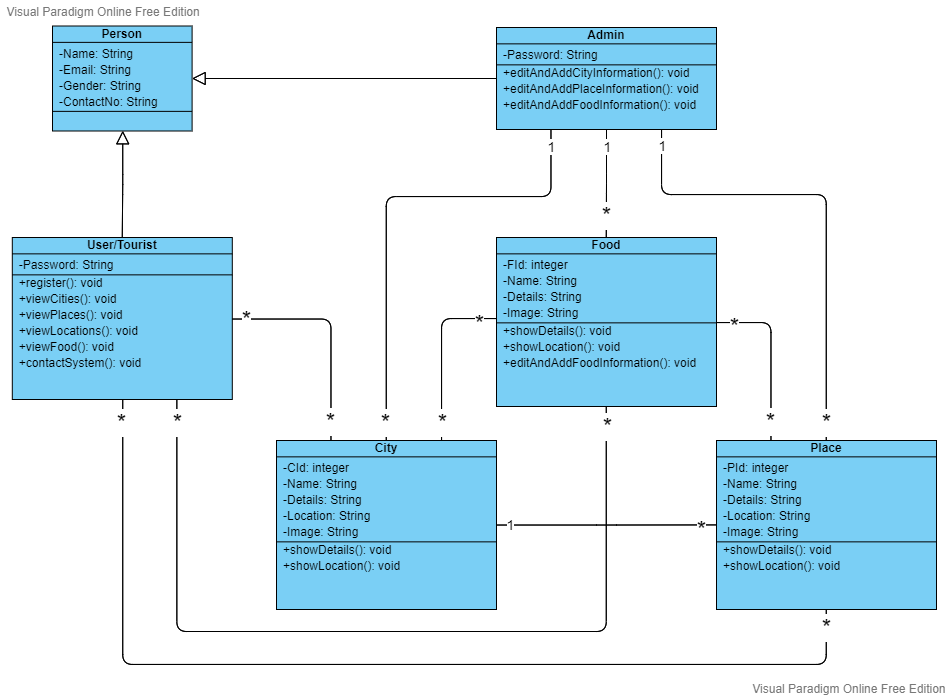 Visual Paradigm Online Free Edition
Person
-Name: String
-Email: String
-Gender: String
-ContactNo: String
Admin
-Password: String
+editAndAddCityInformation(): void
+editAndAddPlaceInformation(): void
+editAndAddFoodInformation(): void
1
1
1
*
User/Tourist
-Password: String
+register(): void
+viewCities(): void
+viewPlaces(): void
+viewLocations(): void
+viewFood(): void
+contactSystem(): void
*
*
Food
-FId: integer
-Name: String
-Details: String
-Image: String
+showDetails(): void
+showLocation(): void
+editAndAddFoodInformation(): void
*
*
*
*
*
*
*
*
*
*
City
-CId: integer
-Name: String
-Details: String
-Location: String
-Image: String
+showDetails(): void
+showLocation(): void
1
*
Place
-PId: integer
-Name: String
-Details: String
-Location: String
-Image: String
+showDetails(): void
+showLocation(): void
*
Visual Paradigm Online Free Edition